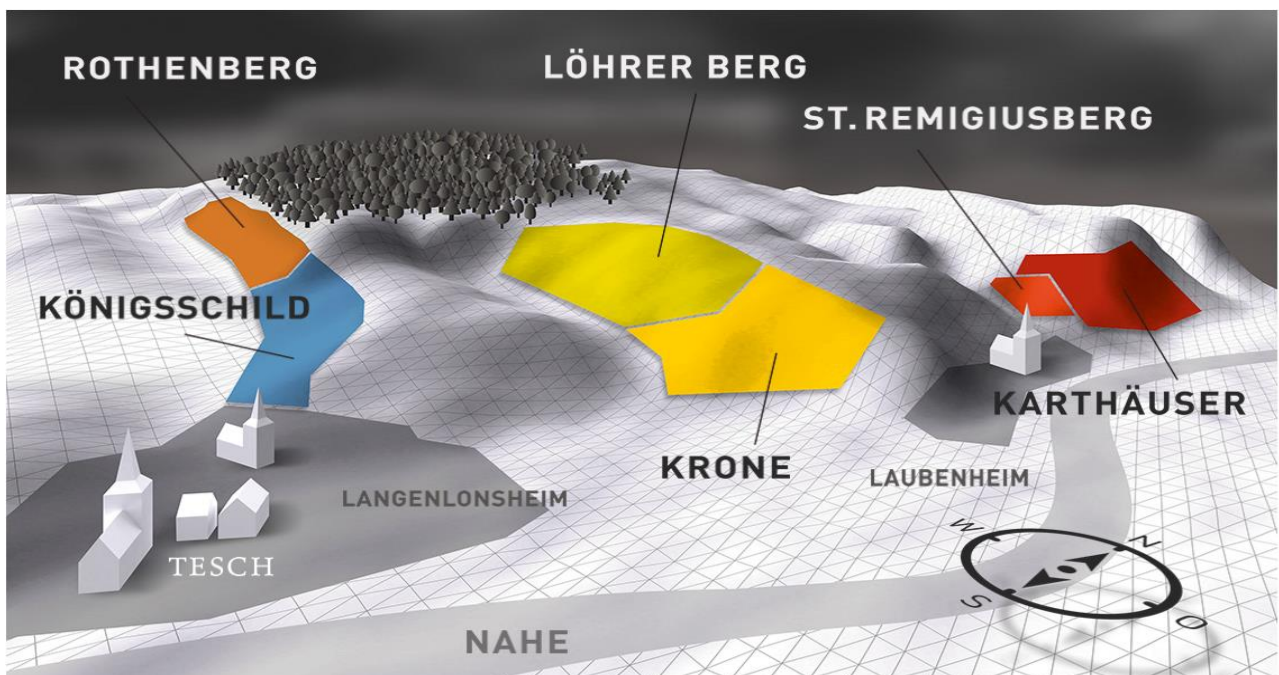 ROTHENBERG
LÖHRER BERG
ST. REMIGIUSBERG
KÖNIGSSCHILD
KARTHÄUSER
KRONE
LAUBENHEIM
LANGENLONSHEIM
TESCH
NAHE
W
N
S
O